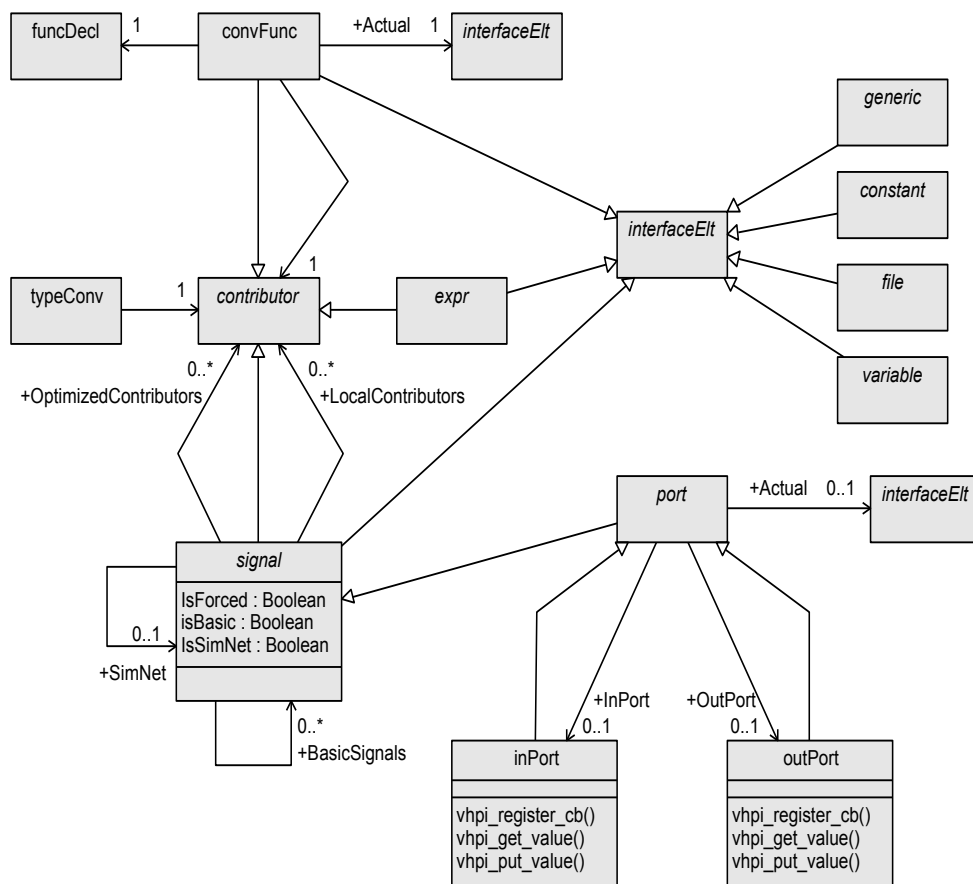 funcDecl
1
convFunc
+Actual
1
interfaceElt
generic
constant
interfaceElt
file
variable
typeConv
1
contributor
1
expr
0..*
0..*
+OptimizedContributors
+LocalContributors
port
+Actual
0..1
interfaceElt
signal
IsForced : Boolean
isBasic : Boolean
IsSimNet : Boolean
0..1
+SimNet
0..*
+BasicSignals
+InPort
0..1
+OutPort
0..1
inPort
vhpi_register_cb()
vhpi_get_value()
vhpi_put_value()
outPort
vhpi_register_cb()
vhpi_get_value()
vhpi_put_value()